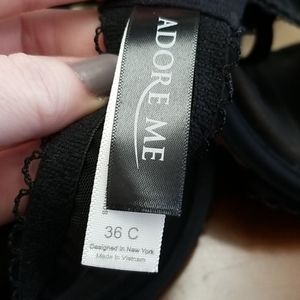 ADORE ME
36 C
Designed in New York
Made in Vietnam